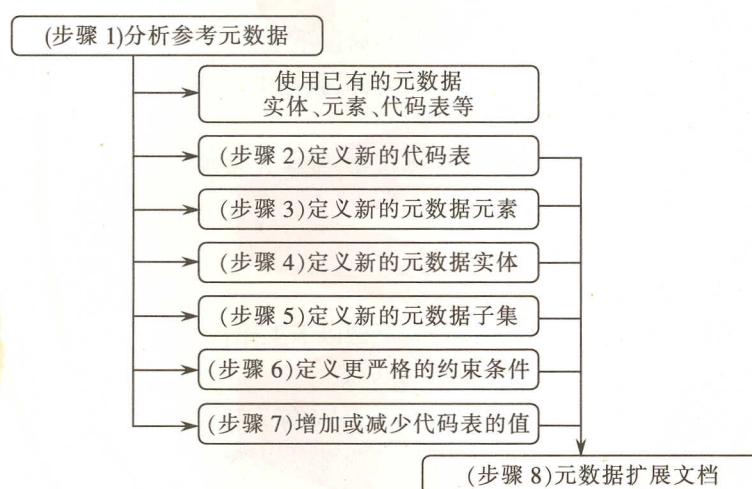 (步骤 1)分析参考元数据
使用已有的元数据
实体、元素、代码表等
(步骤 2)定义新的代码表
(步骤 3)定义新的元数据元素
(步骤 4)定义新的元数据实体
(步骤 5)定义新的元数据子集
(步骤 6)定义更严格的约束条件
(步骤 7)增加或减少代码表的值
(步骤 8)元数据扩展文档